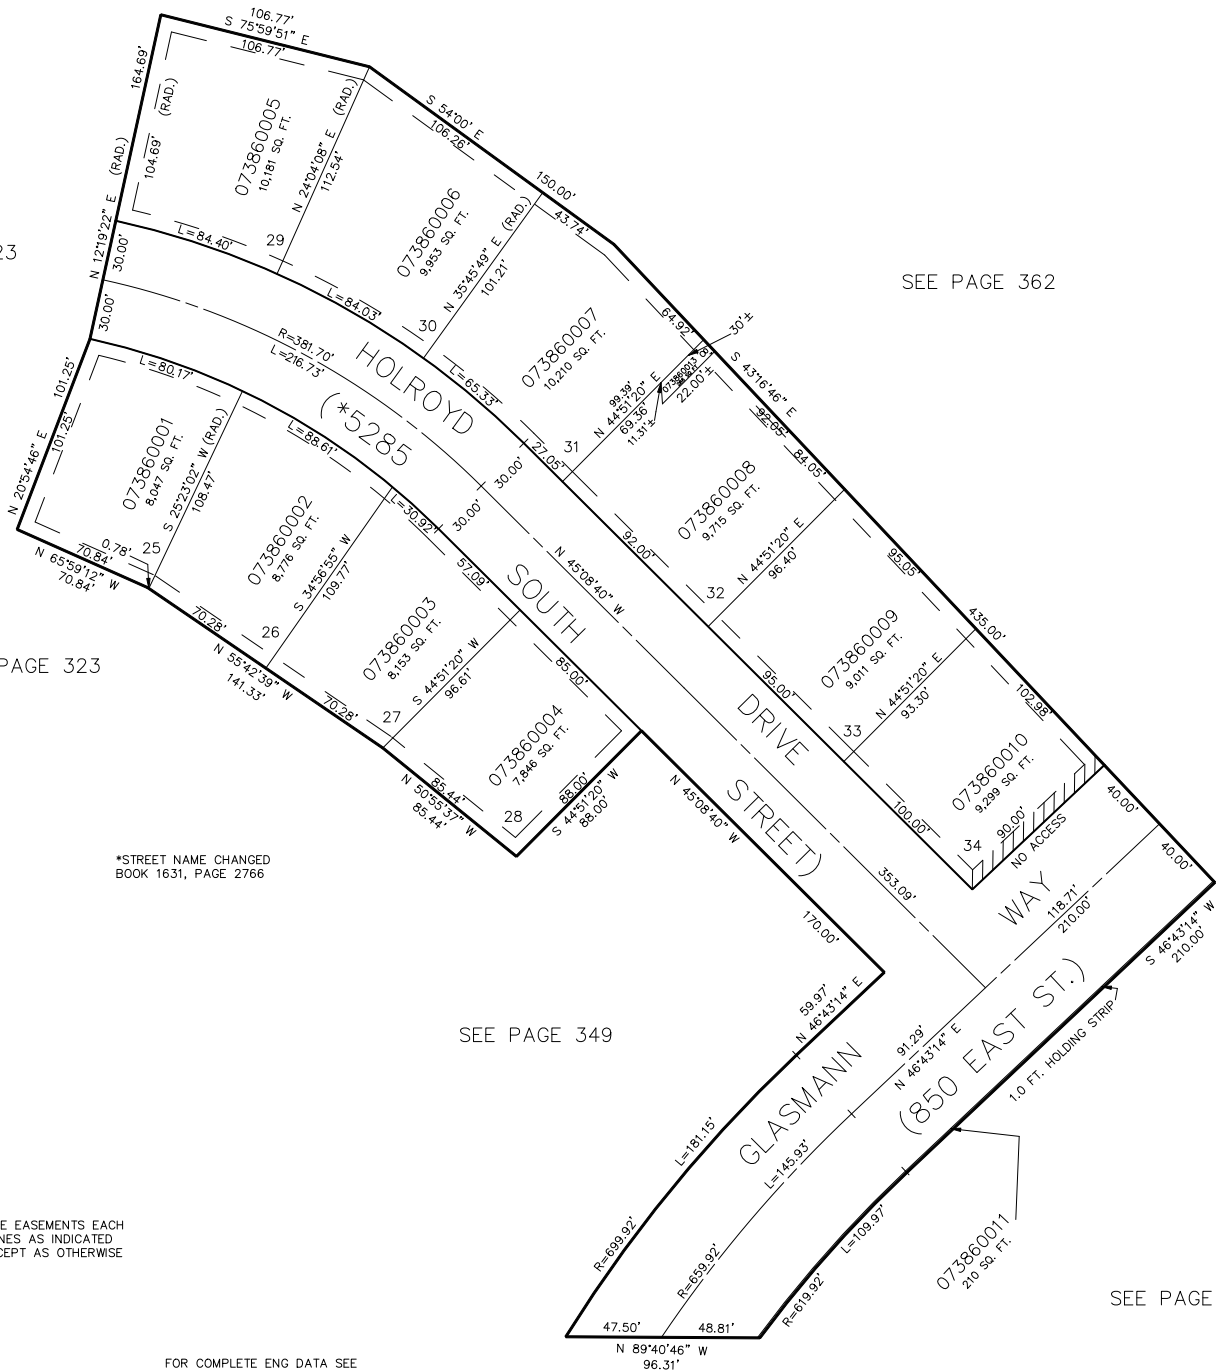 106.77'
S 75°59'51" E
106.77'
164.69'
(RAD.)
104.69'
(RAD.)
N 12°19'22" E
30.00'
30.00'
073860005
10,181 SQ. FT.
(RAD.)
N 24°04'08" E
112.54'
29
L=84.40'
S 54°00' E
106.26'
150.00'
43.74'
073860006
9,953 SQ. FT.
N 35°45'49" E (RAD.)
101.21'
30
L=84.03'
23
SEE PAGE 362
073860007
10,210 SQ. FT.
64.92'
30'±
073860013
22.00'±
11.31'±
99.39'
N 44°51'20" E
69.36'
31
L=65.33'
27.05'
S 43°16'46" E
92.05'
84.05'
R=381.70'
L=216.73'
HOLROYD
(*5285
30.00'
30.00'
L=80.17'
101.25'
101.25'
N 20°54'46" E
073860001
8,047 SQ. FT.
S 25°23'02" W (RAD.)
108.47'
25
0.78'
70.84'
N 65°59'12" W
70.84'
L=88.61'
073860002
8,776 SQ. FT.
S 34°56'55" W
109.77'
26
70.28'
N 55°42'39" W
141.33'
L=30.92'
57.09'
073860003
8,153 SQ. FT.
S 44°51'20" W
96.61'
27
70.28'
SOUTH
N 45°08'40" W
073860008
9,715 SQ. FT.
92.00'
N 44°51'20" E
96.40'
32
95.05'
435.00'
073860009
9,011 SQ. FT.
95.00'
N 44°51'20" E
93.30'
33
102.98'
073860010
9,299 SQ. FT.
100.00'
34
90.00'
NO ACCESS
40.00'
40.00'
PAGE 323
85.00'
073860004
7,846 SQ. FT.
85.44'
N 50°55'37" W
85.44'
28
88.00'
S 44°51'20" W
88.00'
DRIVE
STREET)
N 45°08'40" W
353.09'
170.00'
*STREET NAME CHANGED
BOOK 1631, PAGE 2766
WAY
118.71'
210.00'
S 46°43'14" W
210.00'
59.97'
N 46°43'14" E
91.29'
N 46°43'14" E
(850 EAST ST.)
1.0 FT. HOLDING STRIP
SEE PAGE 349
GLASMANN
L=181.15'
L=145.93'
L=109.97'
R=699.92'
R=659.92'
R=619.92'
073860011
210 SQ. FT.
E EASEMENTS EACH
NES AS INDICATED
CEPT AS OTHERWISE
SEE PAGE
47.50'
48.81'
N 89°40'46" W
96.31'
FOR COMPLETE ENG DATA SEE